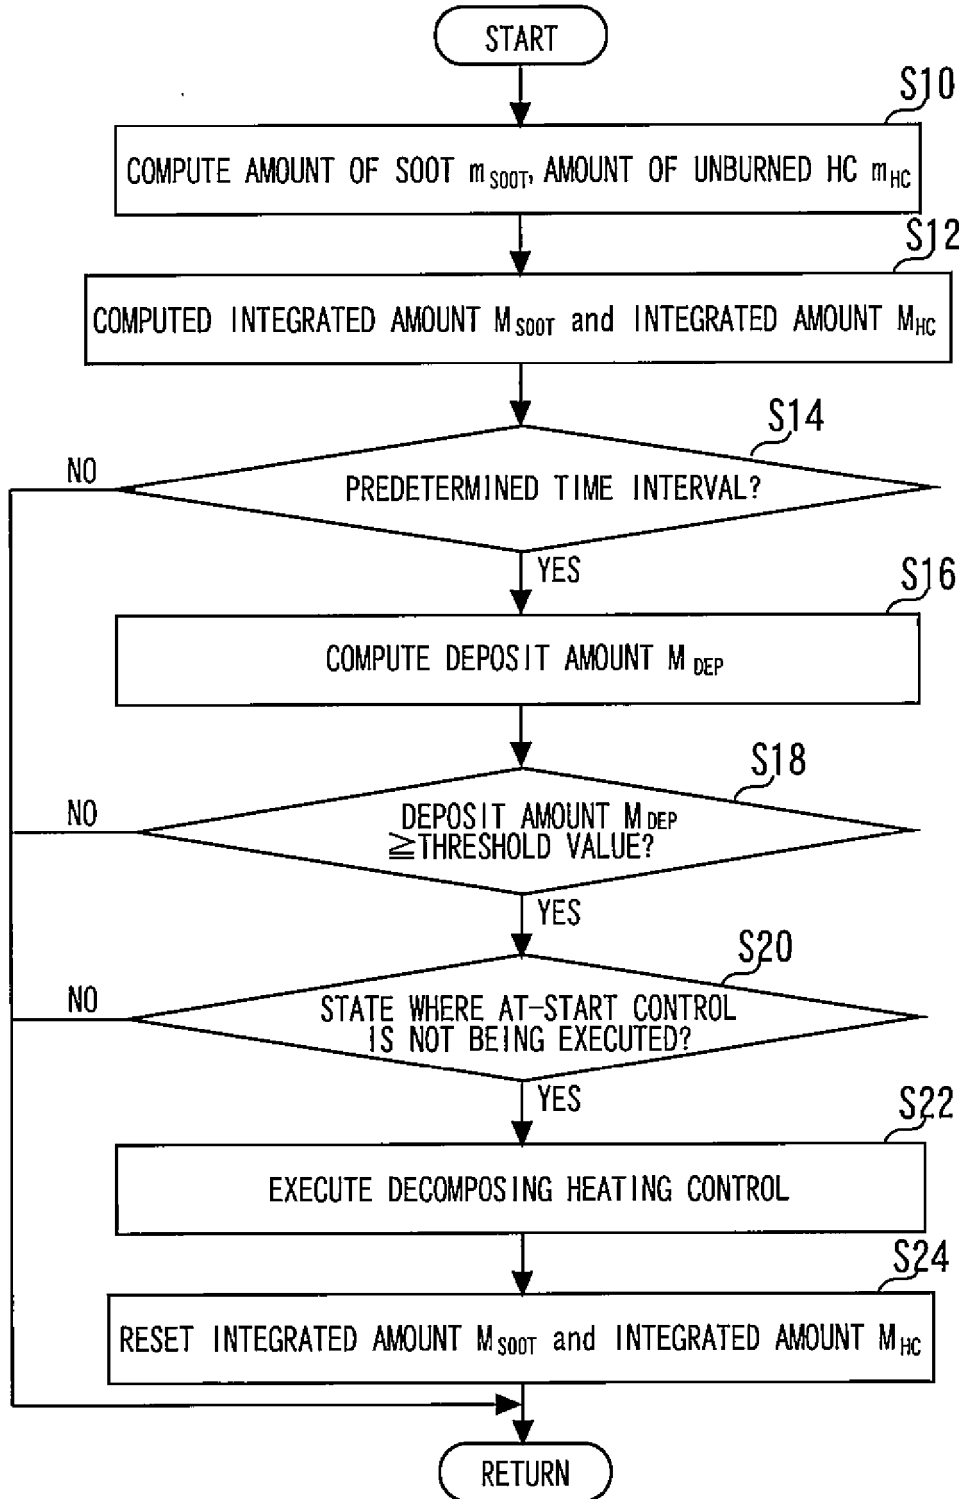 START
S10
COMPUTE AMOUNT OF SOOT mSOOT, AMOUNT OF UNBURNED HC mHC
S12
COMPUTED INTEGRATED AMOUNT MSOOT and INTEGRATED AMOUNT MHC
S14
NO
PREDETERMINED TIME INTERVAL?
YES
S16
COMPUTE DEPOSIT AMOUNT MDEP
S18
NO
DEPOSIT AMOUNT MDEP
≧THRESHOLD VALUE?
YES
S20
NO
STATE WHERE AT-START CONTROL
IS NOT BEING EXECUTED?
YES
S22
EXECUTE DECOMPOSING HEATING CONTROL
S24
RESET INTEGRATED AMOUNT MSOOT and INTEGRATED AMOUNT MHC
RETURN